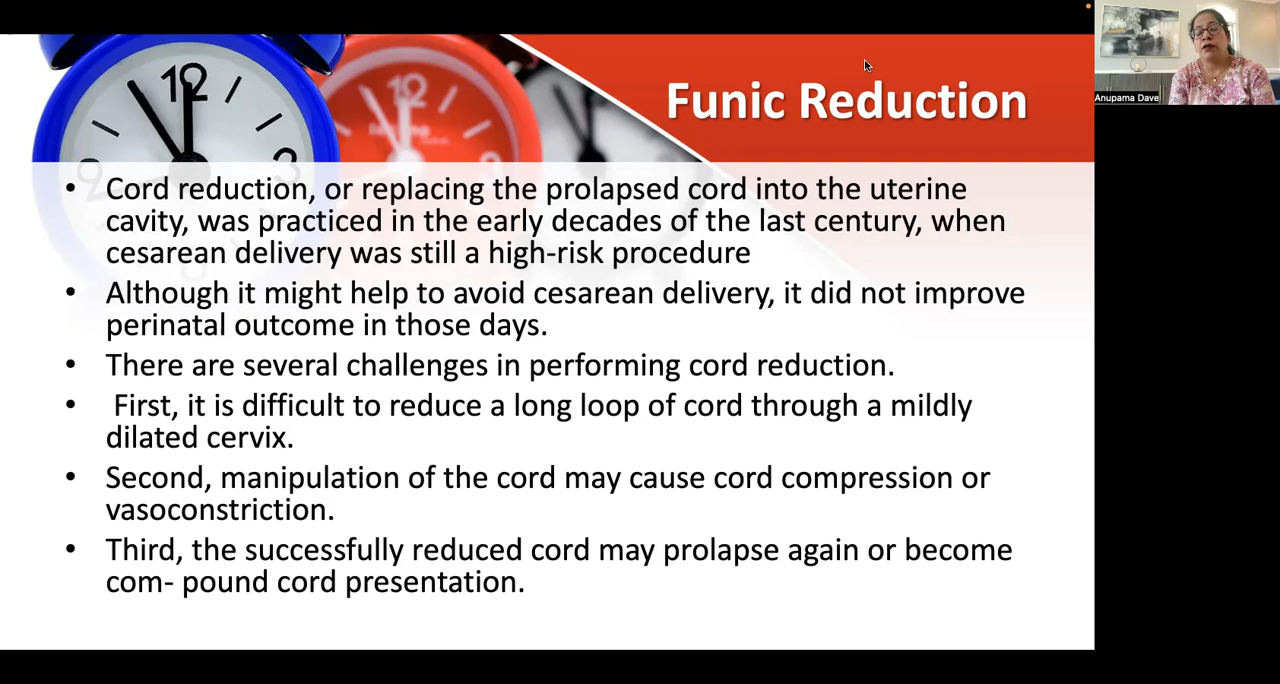 Funic Reduction
Anupama Dave
• Cord reduction, or replacing the prolapsed cord into the uterine
cavity, was practiced in the early decades of the last century, when
cesarean delivery was still a high-risk procedure
• Although it might help to avoid cesarean delivery, it did not improve
perinatal outcome in those days.
• There are several challenges in performing cord reduction.
• First, it is difficult to reduce a long loop of cord through a mildly
dilated cervix.
• Second, manipulation of the cord may cause cord compression or
vasoconstriction.
• Third, the successfully reduced cord may prolapse again or become
com- pound cord presentation.
12
3
9
12